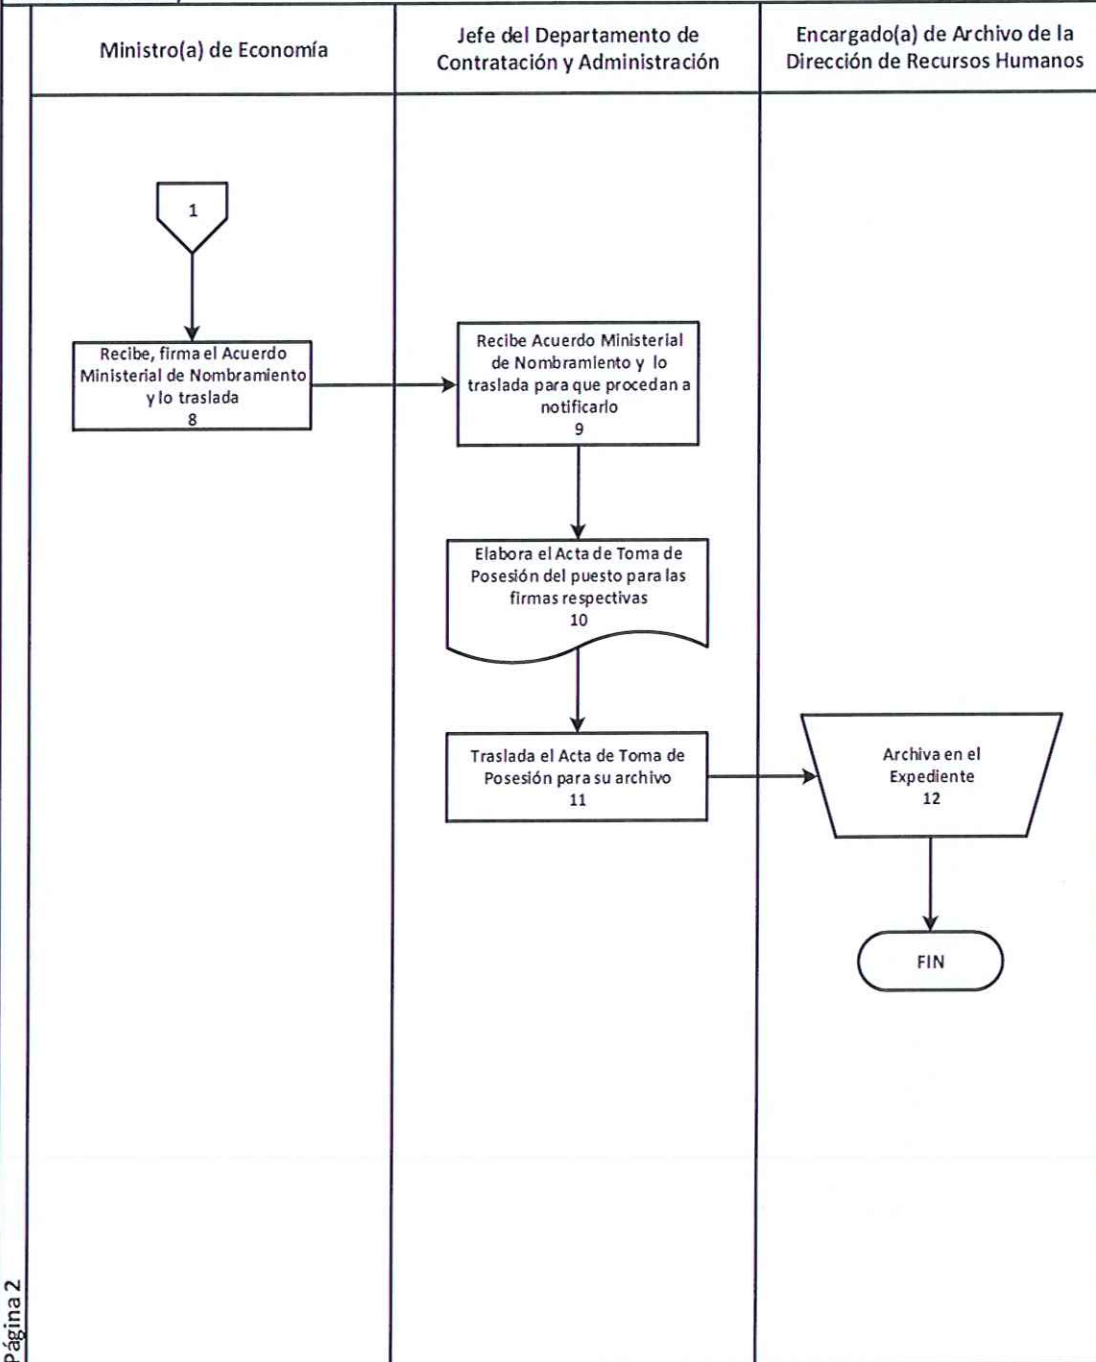 Ministro(a) de Economía
Jefe del Departamento de
Contratación y Administración
Encargado(a) de Archivo de la
Dirección de Recursos Humanos
1
Recibe, firma el Acuerdo
Ministerial de Nombramiento
y lo traslada
8
Recibe Acuerdo Ministerial
de Nombramiento y lo
traslada para que procedan a
notificarlo
9
Elabora el Acta de Toma de
Posesión del puesto para las
firmas respectivas
10
Traslada el Acta de Toma de
Posesión para su archivo
11
Archiva en el
Expediente
12
FIN
Página 2